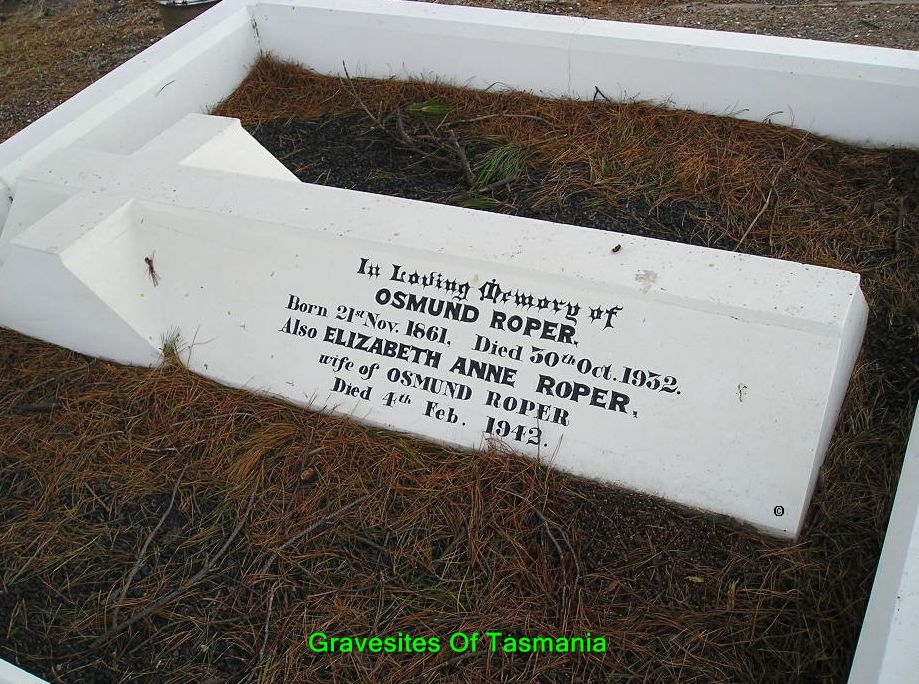 In Loving Memory of
OSMUND ROPER,
Born 21st Nov. 1861, Died 30th Oct. 1932.
Also ELIZABETH ANNE ROPER,
wife of OSMUND ROPER
Died 4th Feb. 1942.
Gravesites Of Tasmania